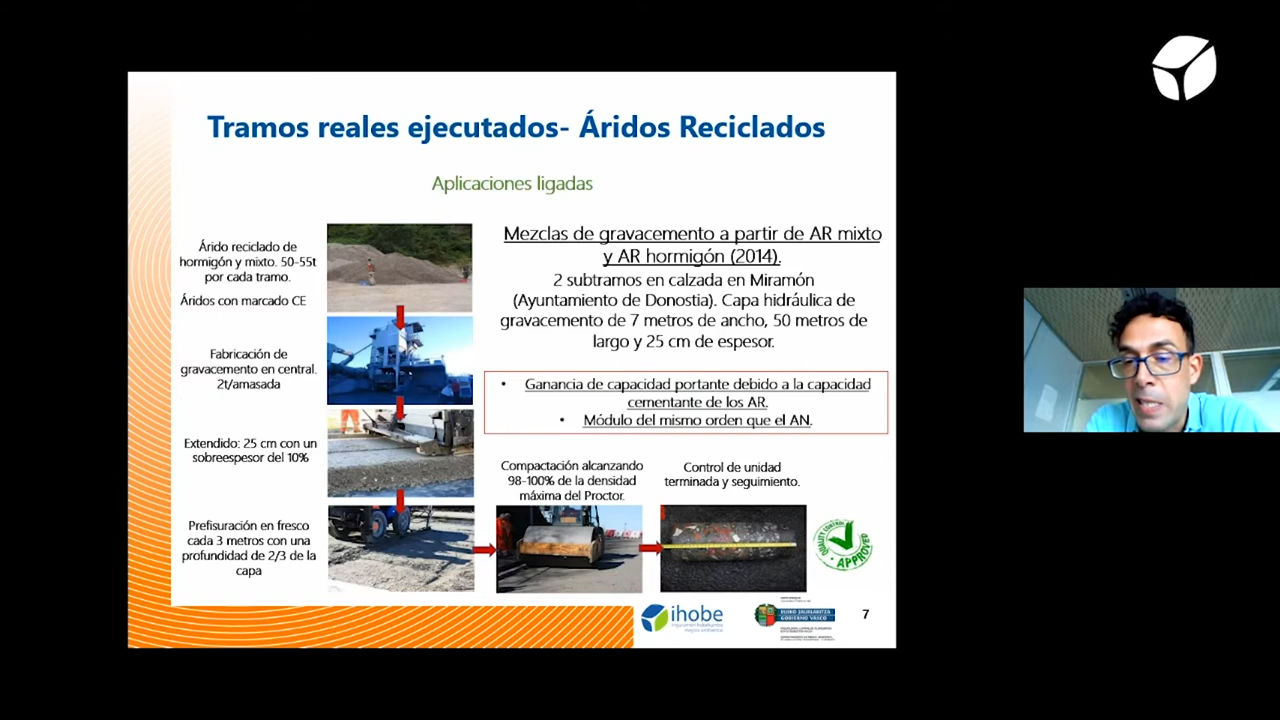 Tramos reales ejecutados- Áridos Reciclados
Aplicaciones ligadas
Árido reciclado de
hormigón y mixto. 50-55t
por cada tramo.
Áridos con marcado CE
Fabricación de
gravacemento en central.
2t/amasada
Extendido: 25 cm con un
sobreespesor del 10%
Prefisuración en fresco
cada 3 metros con una
profundidad de 2/3 de la
capa
Mezclas de gravacemento a partir de AR mixto
y AR hormigón (2014).
2 subtramos en calzada en Miramón
(Ayuntamiento de Donostia). Capa hidráulica de
gravacemento de 7 metros de ancho, 50 metros de
largo y 25 cm de espesor.
• Ganancia de capacidad portante debido a la capacidad
cementante de los AR.
• Módulo del mismo orden que el AN.
Compactación alcanzando
98-100% de la densidad
máxima del Proctor.
Control de unidad
terminada y seguimiento.
QUALITY CONTROL
APPROVED
ihobe
EUSKO JAURLARITZA
GOBIERNO VASCO
7